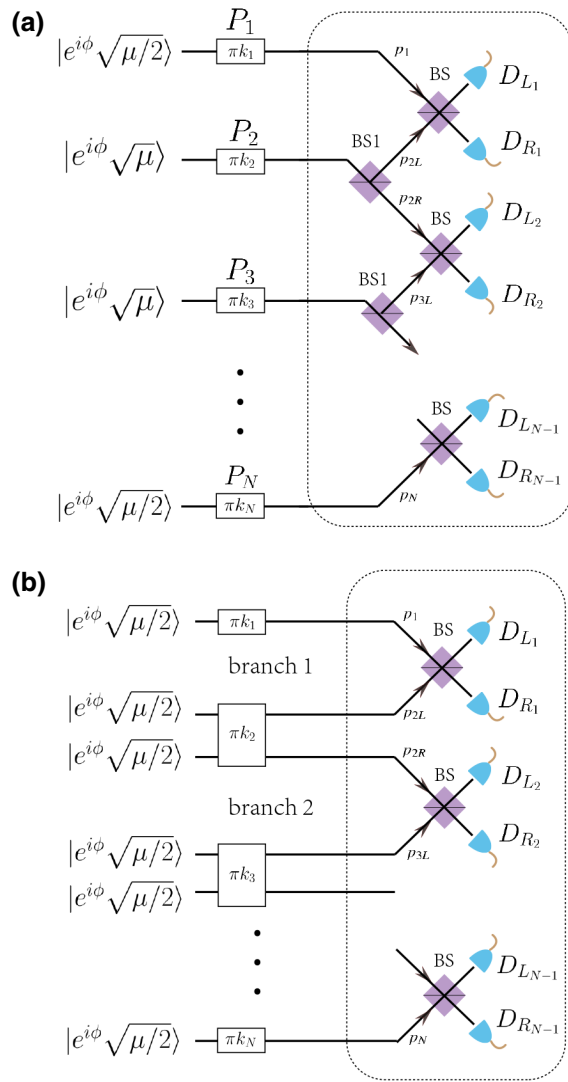 (a)
P_1
|e^{iϕ}√μ/2⟩
πk_1
p_1
BS
D_{L_1}
D_{R_1}
P_2
|e^{iϕ}√μ⟩
πk_2
BS1
p_{2L}
p_{2R}
BS
D_{L_2}
D_{R_2}
P_3
|e^{iϕ}√μ⟩
πk_3
BS1
p_{3L}
BS
D_{L_{N-1}}
D_{R_{N-1}}
P_N
|e^{iϕ}√μ/2⟩
πk_N
p_N
(b)
|e^{iϕ}√μ/2⟩
πk_1
p_1
BS
D_{L_1}
D_{R_1}
branch 1
|e^{iϕ}√μ/2⟩
πk_2
p_{2L}
|e^{iϕ}√μ/2⟩
p_{2R}
BS
D_{L_2}
D_{R_2}
branch 2
|e^{iϕ}√μ/2⟩
πk_3
p_{3L}
|e^{iϕ}√μ/2⟩
BS
D_{L_{N-1}}
D_{R_{N-1}}
|e^{iϕ}√μ/2⟩
πk_N
p_N